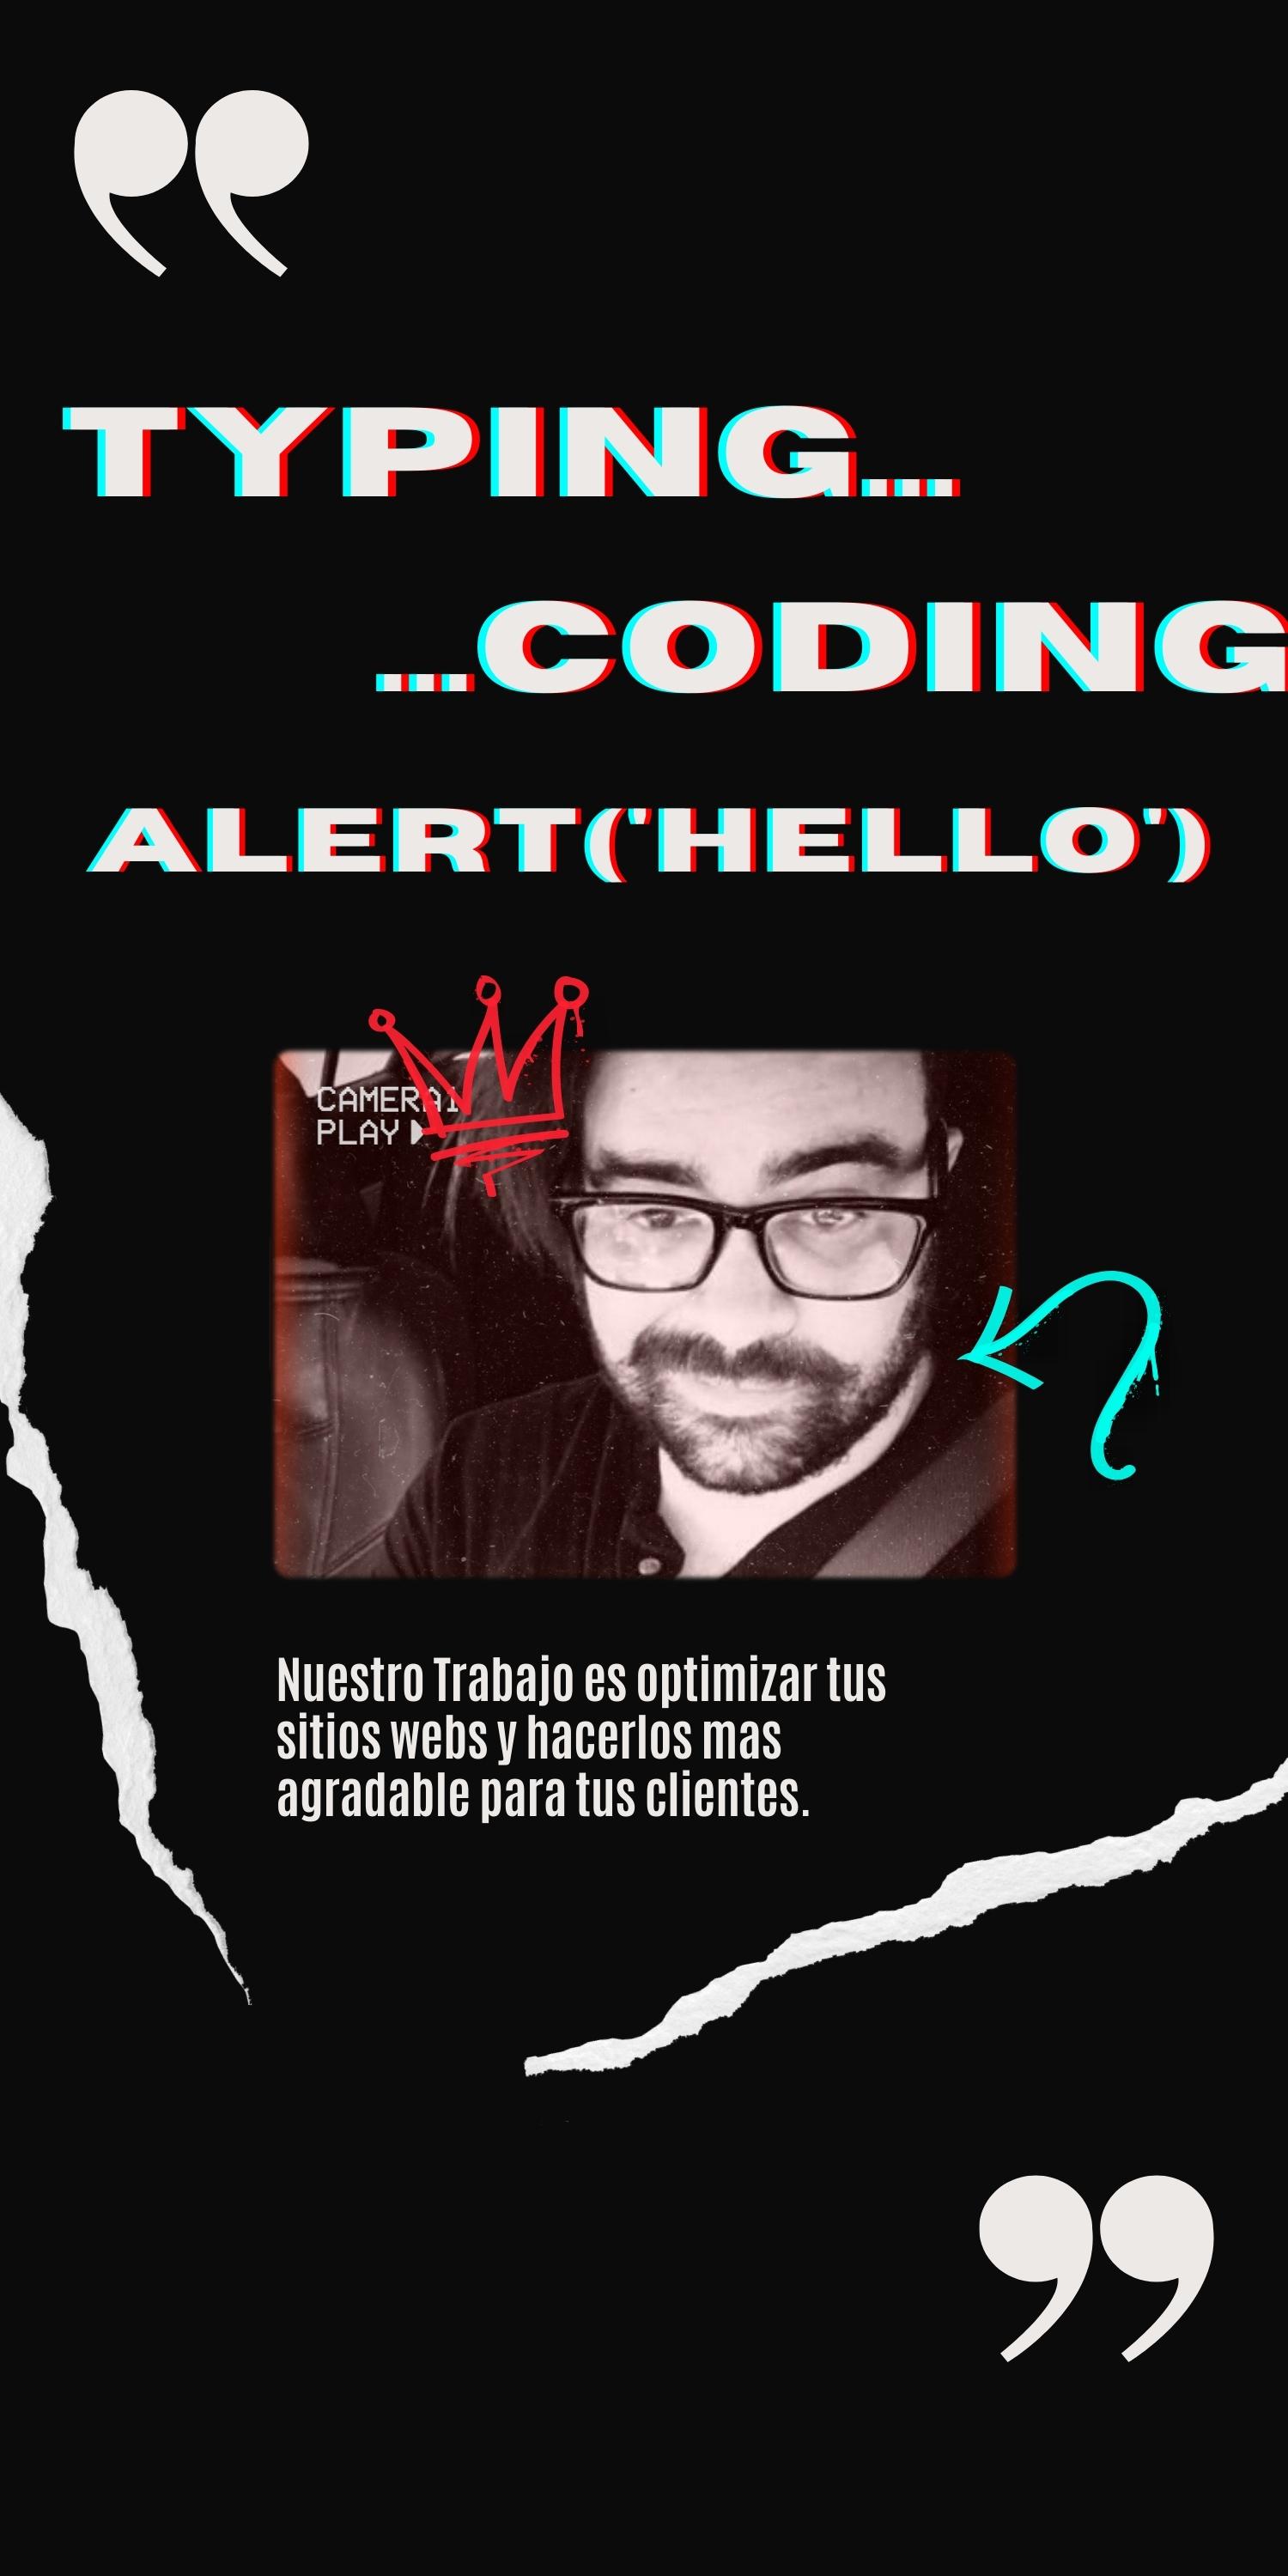 “
TYPING...
...CODING
ALERT('HELLO')
CAMERA1
PLAY
Nuestro Trabajo es optimizar tus
sitios webs y hacerlos mas
agradable para tus clientes.
”